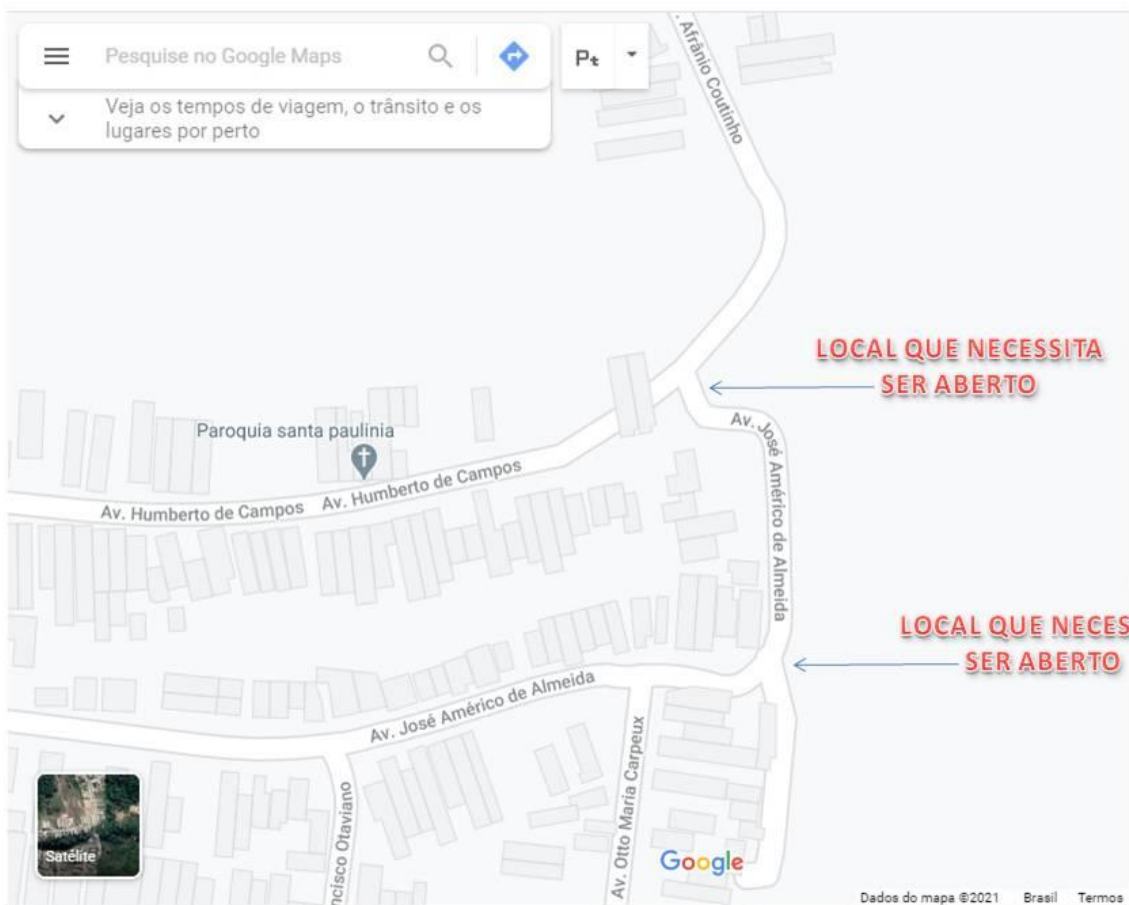 Pesquise no Google Maps
Veja os tempos de viagem, o trânsito e os
lugares por perto
. Afrânio Coutinho
LOCAL QUE NECESSITA
SER ABERTO
Av. José Américo de Almeida
Paroquia santa paulinia
Av. Humberto de Campos
Av. Humberto de Campos
LOCAL QUE NECES
SER ABERTO
Av. José Américo de Almeida
Av. Otto Maria Carpeux
ncisco Otaviano
Satélite
Google
Dados do mapa ©2021 Brasil Termos